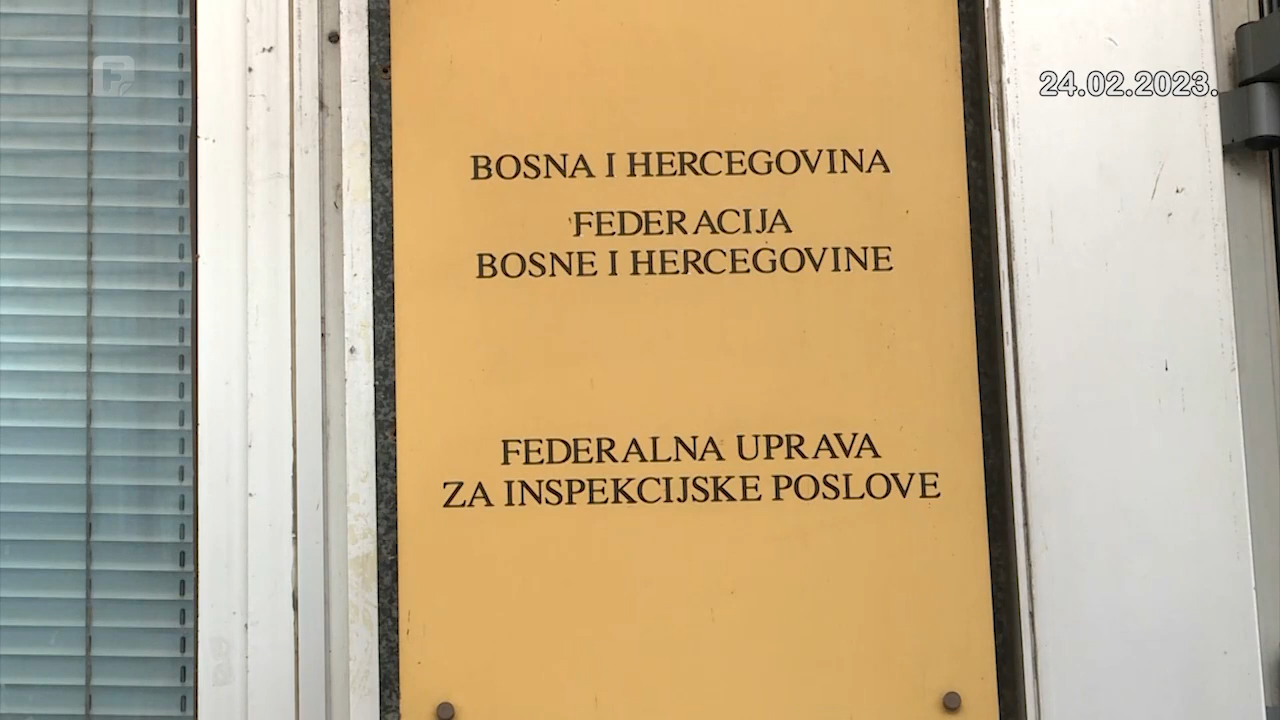 24.02.2023.
BOSNA I HERCEGOVINA
FEDERACIJA
BOSNE I HERCEGOVINE
FEDERALNA UPRAVA
ZA INSPEKCIJSKE POSLOVE